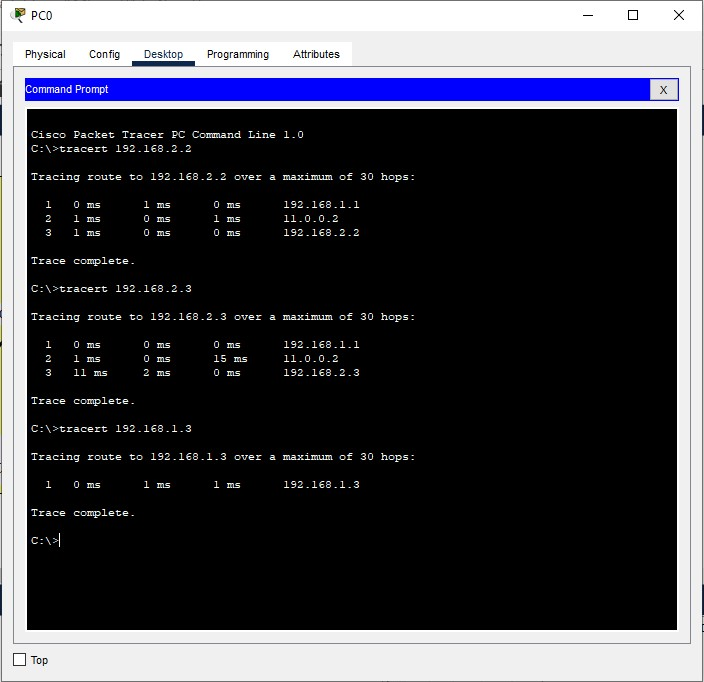 PC0
Physical Config Desktop Programming Attributes
Command Prompt X
Cisco Packet Tracer PC Command Line 1.0
C:\>tracert 192.168.2.2
Tracing route to 192.168.2.2 over a maximum of 30 hops:
1 0 ms 1 ms 0 ms 192.168.1.1
2 1 ms 0 ms 1 ms 11.0.0.2
3 1 ms 0 ms 0 ms 192.168.2.2
Trace complete.
C:\>tracert 192.168.2.3
Tracing route to 192.168.2.3 over a maximum of 30 hops:
1 0 ms 0 ms 0 ms 192.168.1.1
2 1 ms 0 ms 15 ms 11.0.0.2
3 11 ms 2 ms 0 ms 192.168.2.3
Trace complete.
C:\>tracert 192.168.1.3
Tracing route to 192.168.1.3 over a maximum of 30 hops:
1 0 ms 1 ms 1 ms 192.168.1.3
Trace complete.
C:\>
Top